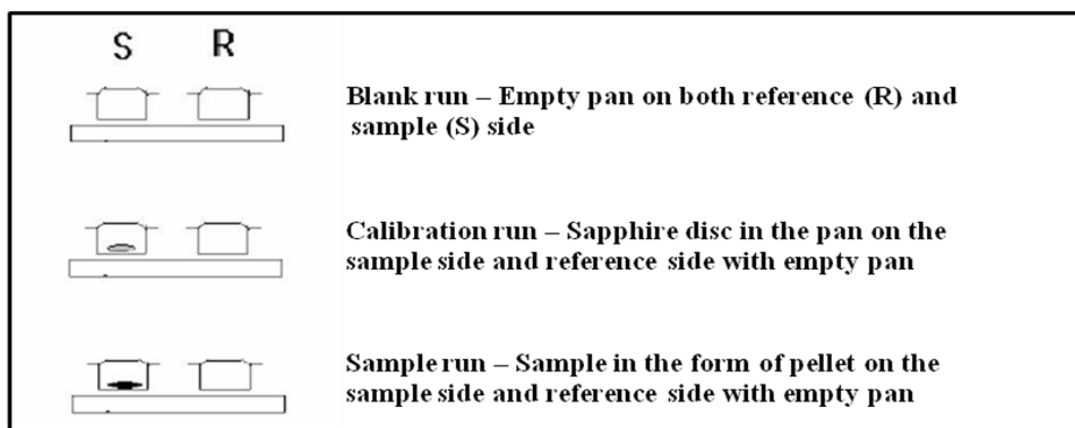 S R
Blank run – Empty pan on both reference (R) and
sample (S) side
Calibration run – Sapphire disc in the pan on the
sample side and reference side with empty pan
Sample run – Sample in the form of pellet on the
sample side and reference side with empty pan